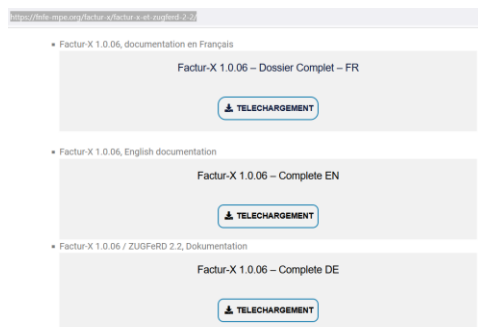 https://fnfe-mpe.org/factur-x/factur-x-et-zugferd-2-2/
Factur-X 1.0.06, documentation en Français
Factur-X 1.0.06 – Dossier Complet – FR
TELECHARGEMENT
Factur-X 1.0.06, English documentation
Factur-X 1.0.06 – Complete EN
TELECHARGEMENT
Factur-X 1.0.06 / ZUGFeRD 2.2, Dokumentation
Factur-X 1.0.06 – Complete DE
TELECHARGEMENT